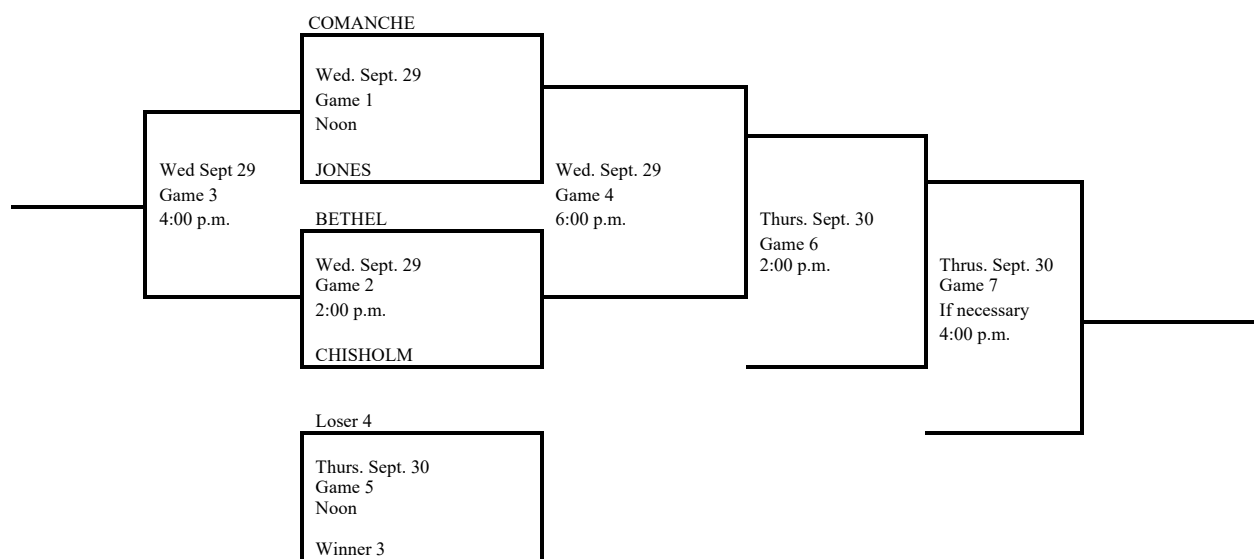 COMANCHE
Wed. Sept. 29
Game 1
Noon
JONES
Wed Sept 29
Game 3
4:00 p.m.
BETHEL
Wed. Sept. 29
Game 2
2:00 p.m.
CHISHOLM
Wed. Sept. 29
Game 4
6:00 p.m.
Thurs. Sept. 30
Game 6
2:00 p.m.
Thrus. Sept. 30
Game 7
If necessary
4:00 p.m.
Loser 4
Thurs. Sept. 30
Game 5
Noon
Winner 3